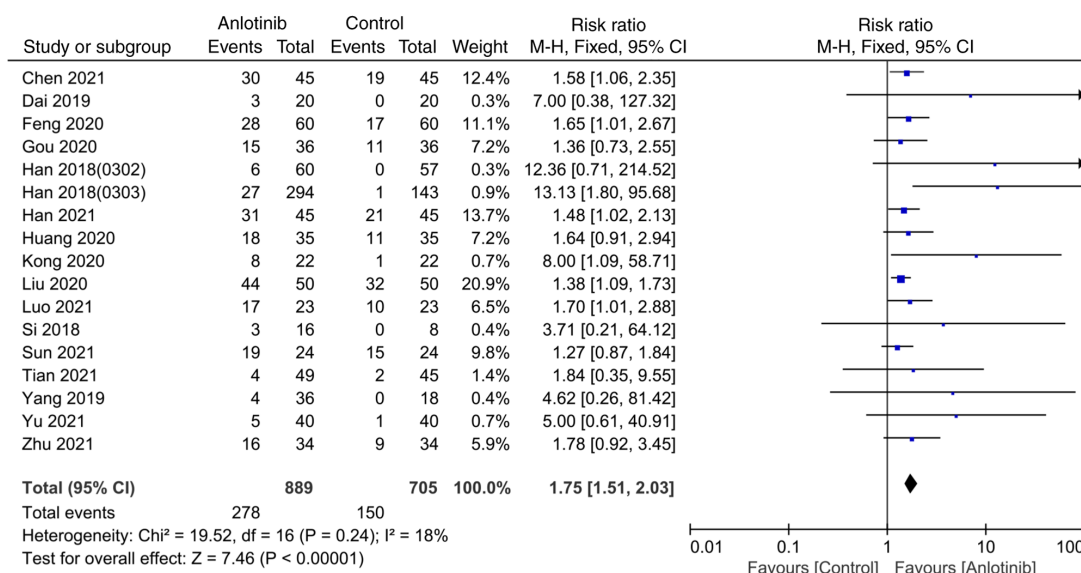 Anlotinib Control Risk ratio Risk ratio
Study or subgroup Events Total Events Total Weight M-H, Fixed, 95% CI M-H, Fixed, 95% CI
Chen 2021 30 45 19 45 12.4% 1.58 [1.06, 2.35]
Dai 2019 3 20 0 20 0.3% 7.00 [0.38, 127.32]
Feng 2020 28 60 17 60 11.1% 1.65 [1.01, 2.67]
Gou 2020 15 36 11 36 7.2% 1.36 [0.73, 2.55]
Han 2018(0302) 6 60 0 57 0.3% 12.36 [0.71, 214.52]
Han 2018(0303) 27 294 1 143 0.9% 13.13 [1.80, 95.68]
Han 2021 31 45 21 45 13.7% 1.48 [1.02, 2.13]
Huang 2020 18 35 11 35 7.2% 1.64 [0.91, 2.94]
Kong 2020 8 22 1 22 0.7% 8.00 [1.09, 58.71]
Liu 2020 44 50 32 50 20.9% 1.38 [1.09, 1.73]
Luo 2021 17 23 10 23 6.5% 1.70 [1.01, 2.88]
Si 2018 3 16 0 8 0.4% 3.71 [0.21, 64.12]
Sun 2021 19 24 15 24 9.8% 1.27 [0.87, 1.84]
Tian 2021 4 49 2 45 1.4% 1.84 [0.35, 9.55]
Yang 2019 4 36 0 18 0.4% 4.62 [0.26, 81.42]
Yu 2021 5 40 1 40 0.7% 5.00 [0.61, 40.91]
Zhu 2021 16 34 9 34 5.9% 1.78 [0.92, 3.45]
Total (95% CI) 889 705 100.0% 1.75 [1.51, 2.03]
Total events 278 150
Heterogeneity: Chi² = 19.52, df = 16 (P = 0.24); I² = 18%
Test for overall effect: Z = 7.46 (P < 0.00001)
0.01 0.1 1 10 100
Favours [Control] Favours [Anlotinib]